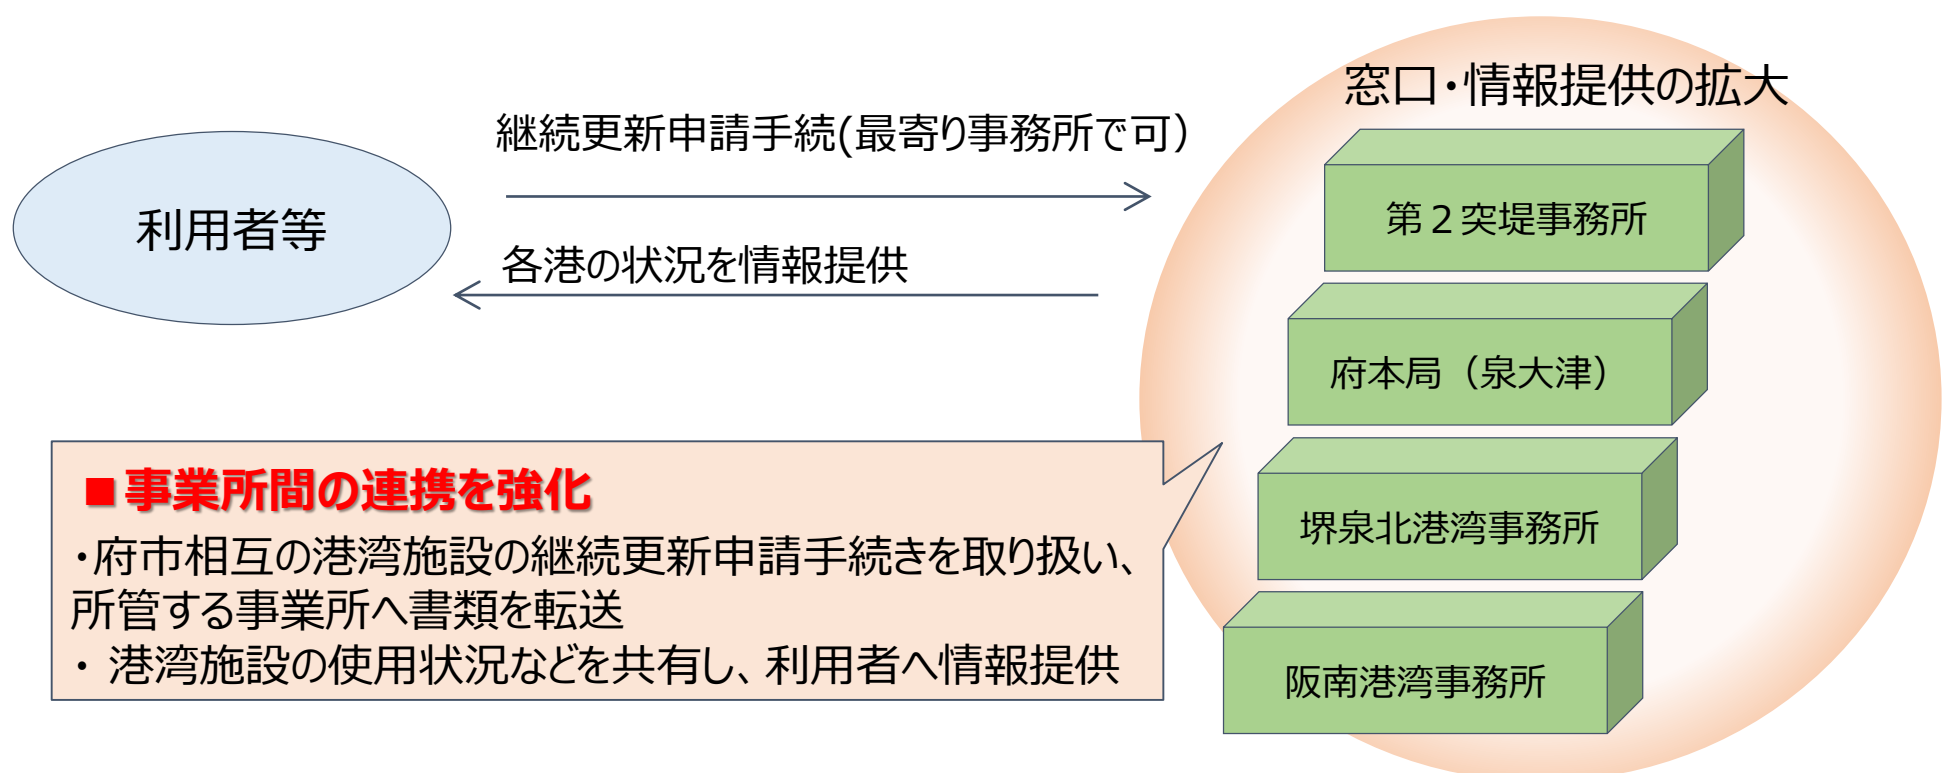 窓口・情報提供の拡大
継続更新申請手続(最寄り事務所で可）
利用者等
各港の状況を情報提供
第２突堤事務所
府本局（泉大津）
堺泉北港湾事務所
阪南港湾事務所
■事業所間の連携を強化
・府市相互の港湾施設の継続更新申請手続きを取り扱い、
所管する事業所へ書類を転送
・ 港湾施設の使用状況などを共有し、利用者へ情報提供